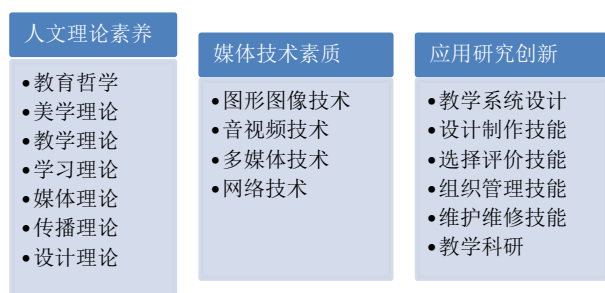 人文理论素养
•教育哲学
•美学理论
•教学理论
•学习理论
•媒体理论
•传播理论
•设计理论
媒体技术素质
•图形图像技术
•音视频技术
•多媒体技术
•网络技术
应用研究创新
•教学系统设计
•设计制作技能
•选择评价技能
•组织管理技能
•维护维修技能
•教学科研